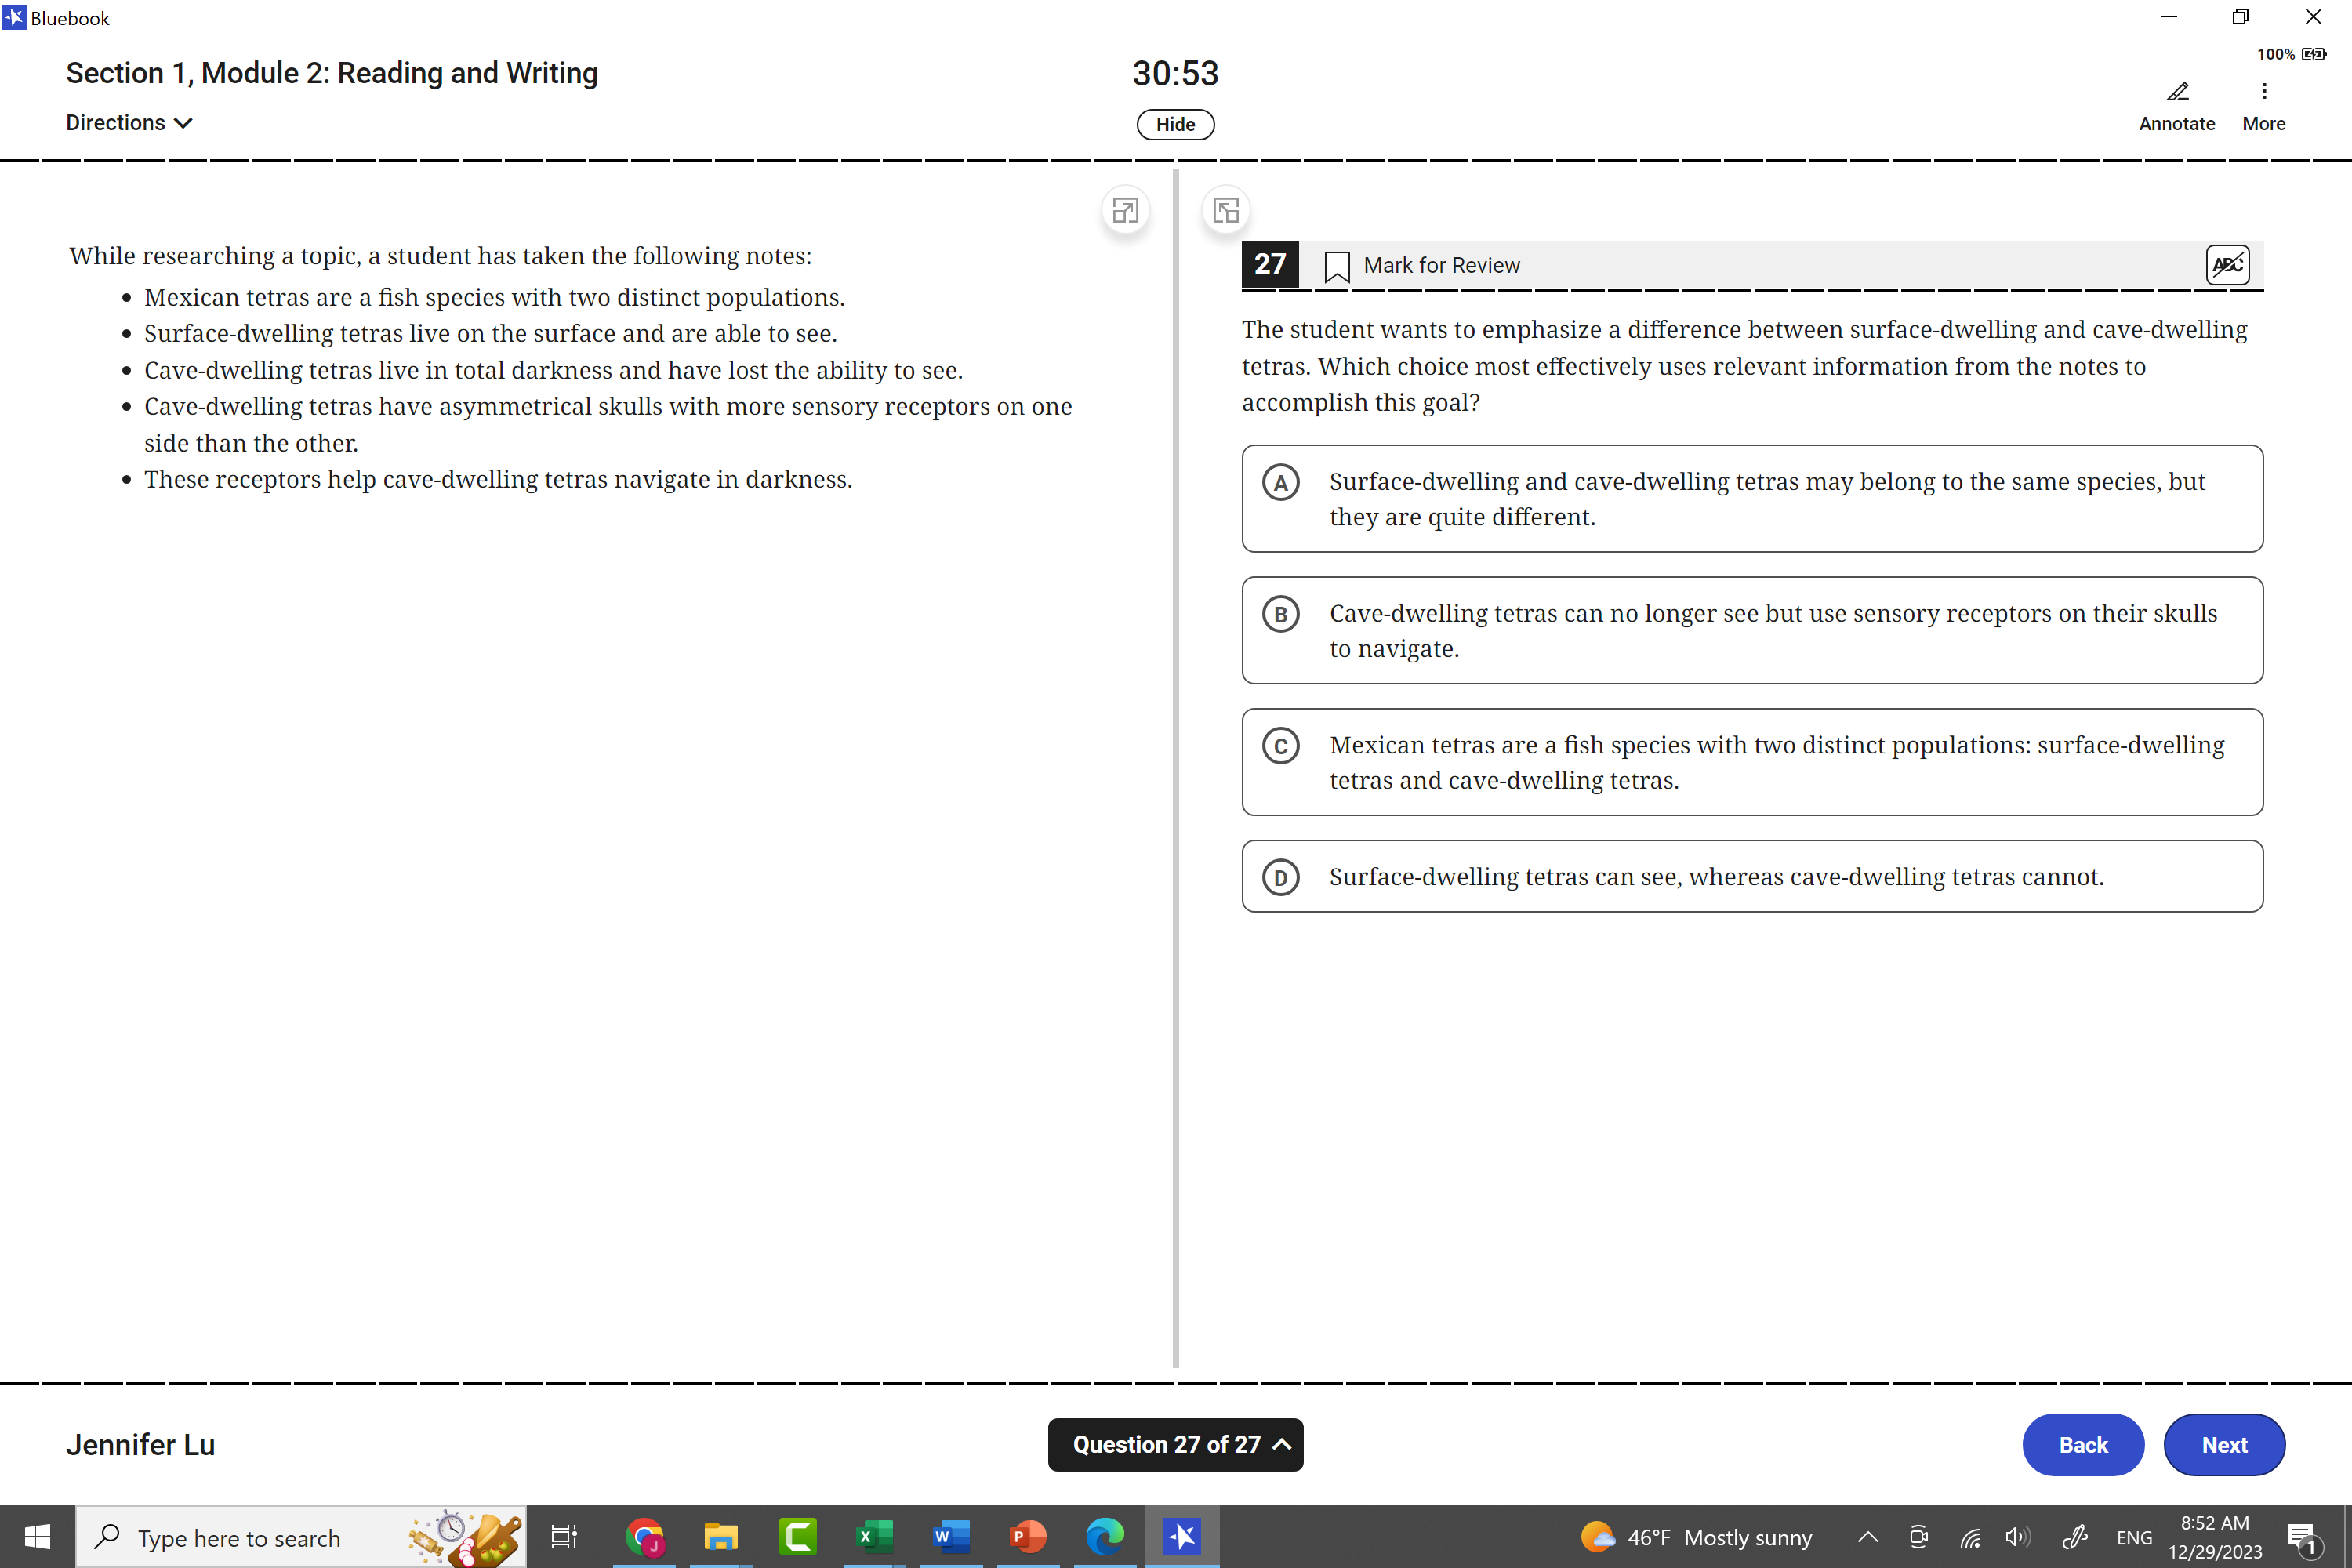 Bluebook
100%
Section 1, Module 2: Reading and Writing
30:53
Directions
Hide
Annotate
More
While researching a topic, a student has taken the following notes:
• Mexican tetras are a fish species with two distinct populations.
• Surface-dwelling tetras live on the surface and are able to see.
• Cave-dwelling tetras live in total darkness and have lost the ability to see.
• Cave-dwelling tetras have asymmetrical skulls with more sensory receptors on one
side than the other.
• These receptors help cave-dwelling tetras navigate in darkness.
27
Mark for Review
ABC
The student wants to emphasize a difference between surface-dwelling and cave-dwelling
tetras. Which choice most effectively uses relevant information from the notes to
accomplish this goal?
A Surface-dwelling and cave-dwelling tetras may belong to the same species, but
they are quite different.
B Cave-dwelling tetras can no longer see but use sensory receptors on their skulls
to navigate.
C Mexican tetras are a fish species with two distinct populations: surface-dwelling
tetras and cave-dwelling tetras.
D Surface-dwelling tetras can see, whereas cave-dwelling tetras cannot.
Jennifer Lu
Question 27 of 27
Back
Next
Type here to search
J
C
X
W
P
46°F Mostly sunny
ENG
8:52 AM
12/29/2023
1